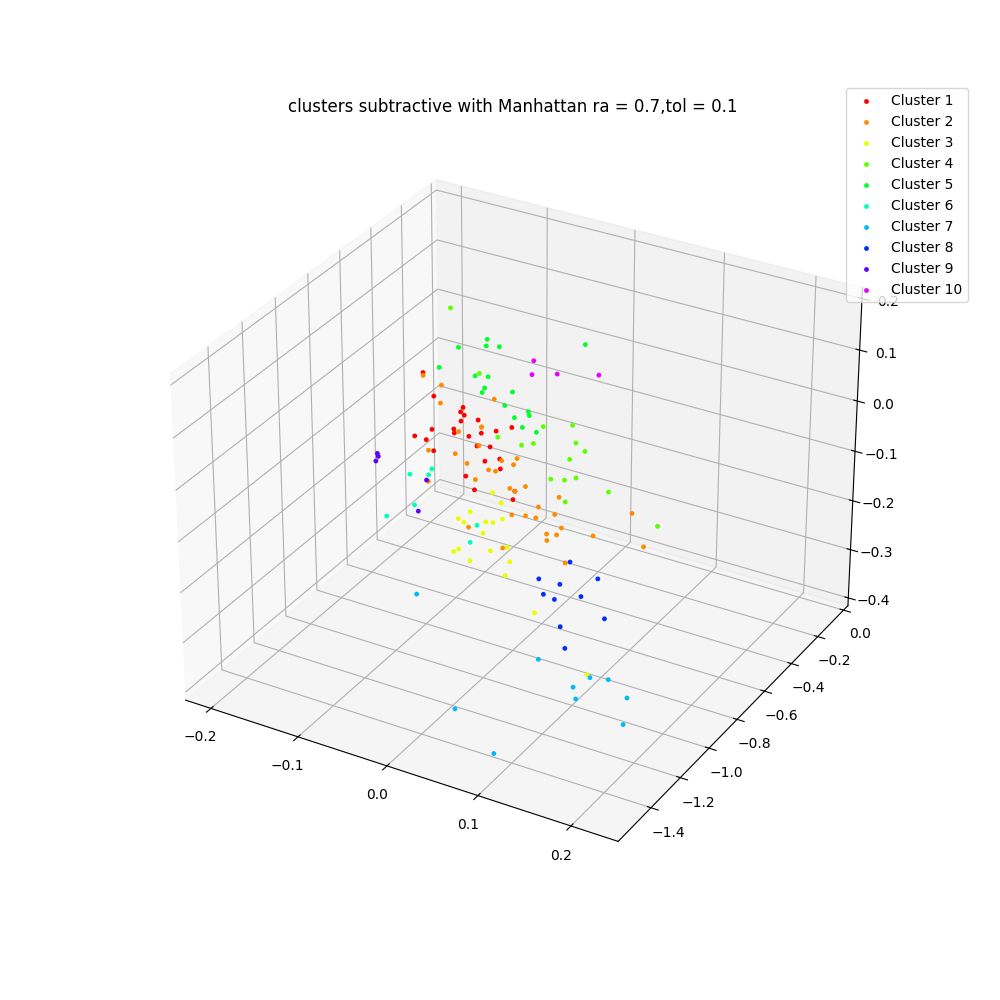 clusters subtractive with Manhattan ra = 0.7,tol = 0.1
Cluster 1
Cluster 2
Cluster 3
Cluster 4
Cluster 5
Cluster 6
Cluster 7
Cluster 8
Cluster 9
Cluster 10
0.2
0.1
0.0
−0.1
−0.2
−0.3
−0.4
0.0
−0.2
−0.4
−0.6
−0.8
−1.0
−1.2
−1.4
−0.2
−0.1
0.0
0.1
0.2